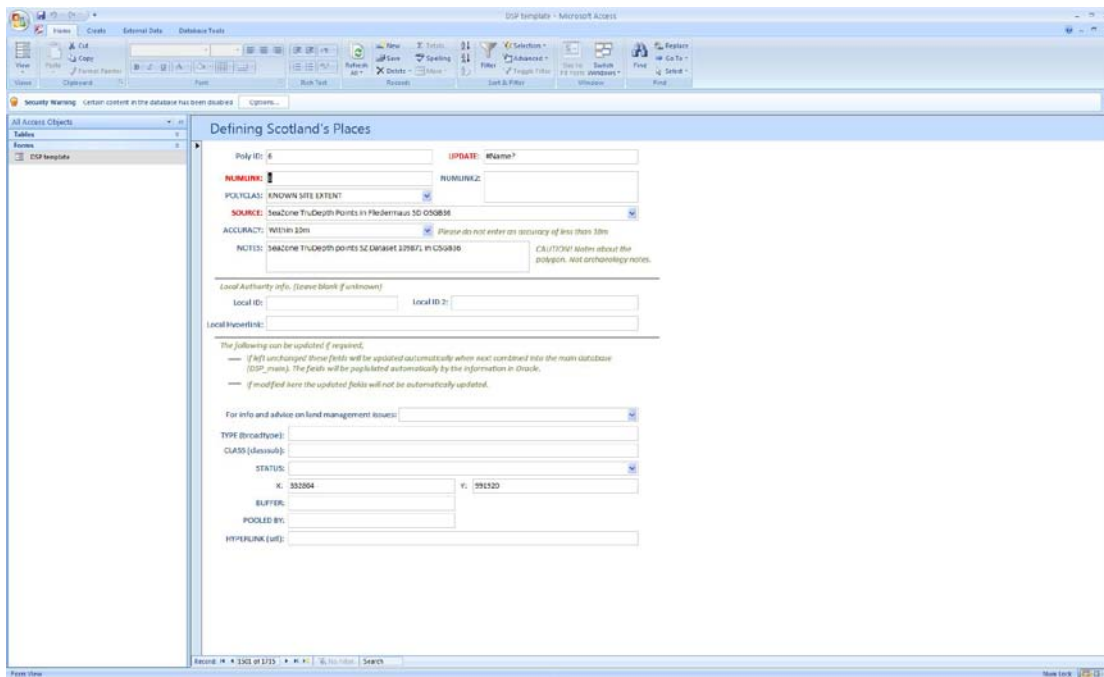 DSP template - Microsoft Access
Home Create External Data Database Tools
View Paste Cut Copy Format Painter
Refresh All New Save Delete Totals Spelling More
Filter Selection Advanced Toggle Filter
Size to Fit Form Switch Windows
Find Replace Go To Select
Views Clipboard Font Rich Text Records Sort & Filter Window Find
Security Warning Certain content in the database has been disabled Options...
All Access Objects
Tables
Forms
DSP template
Defining Scotland's Places
Poly ID: 6 UPDATE: #Name?
NUMLINK: NUMLINK2:
POLYCLAS: KNOWN SITE EXTENT
SOURCE: SeaZone TruDepth Points in Fledermaus 5D OSGB36
ACCURACY: Within 10m Please do not enter an accuracy of less than 10m
NOTES: SeaZone TruDepth points SZ Dataset 109871 in OSGB36
CAUTION! Notes about the
polygon. Not archaeology notes.
Local Authority info. (Leave blank if unknown)
Local ID: Local ID 2:
Local Hyperlink:
The following can be updated if required,
if left unchanged these fields will be updated automatically when next combined into the main database
(DSP_main). The fields will be poplulated automatically by the information in Oracle.
if modified here the updated fields will not be automatically updated.
For info and advice on land management issues:
TYPE (broadtype):
CLASS (classsub):
STATUS:
X: 332864 Y: 991920
BUFFER:
POOLED BY:
HYPERLINK (url):
Record: 1501 of 1715 No Filter Search
Form View Num Lock